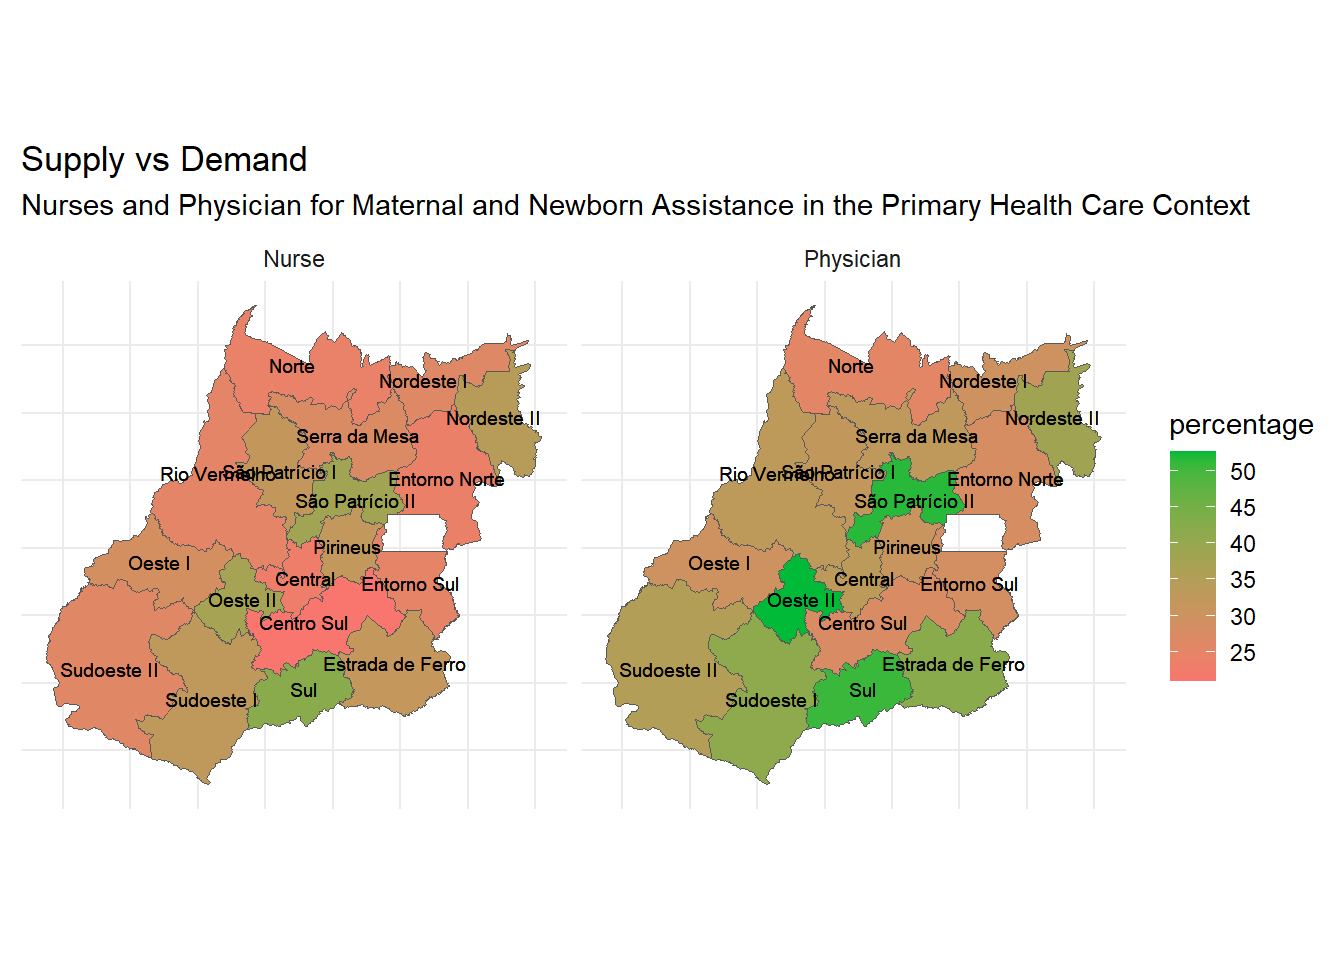 Supply vs Demand
Nurses and Physician for Maternal and Newborn Assistance in the Primary Health Care Context
Nurse
Norte
Nordeste I
Nordeste II
Serra da Mesa
Rio Vermelho
São Patrício I
Entorno Norte
São Patrício II
Pirineus
Oeste I
Central
Entorno Sul
Oeste II
Centro Sul
Estrada de Ferro
Sudoeste II
Sul
Sudoeste I
Physician
Norte
Nordeste I
Nordeste II
Serra da Mesa
Rio Vermelho
São Patrício I
Entorno Norte
São Patrício II
Pirineus
Oeste I
Central
Entorno Sul
Oeste II
Centro Sul
Estrada de Ferro
Sudoeste II
Sul
Sudoeste I
percentage
50
45
40
35
30
25